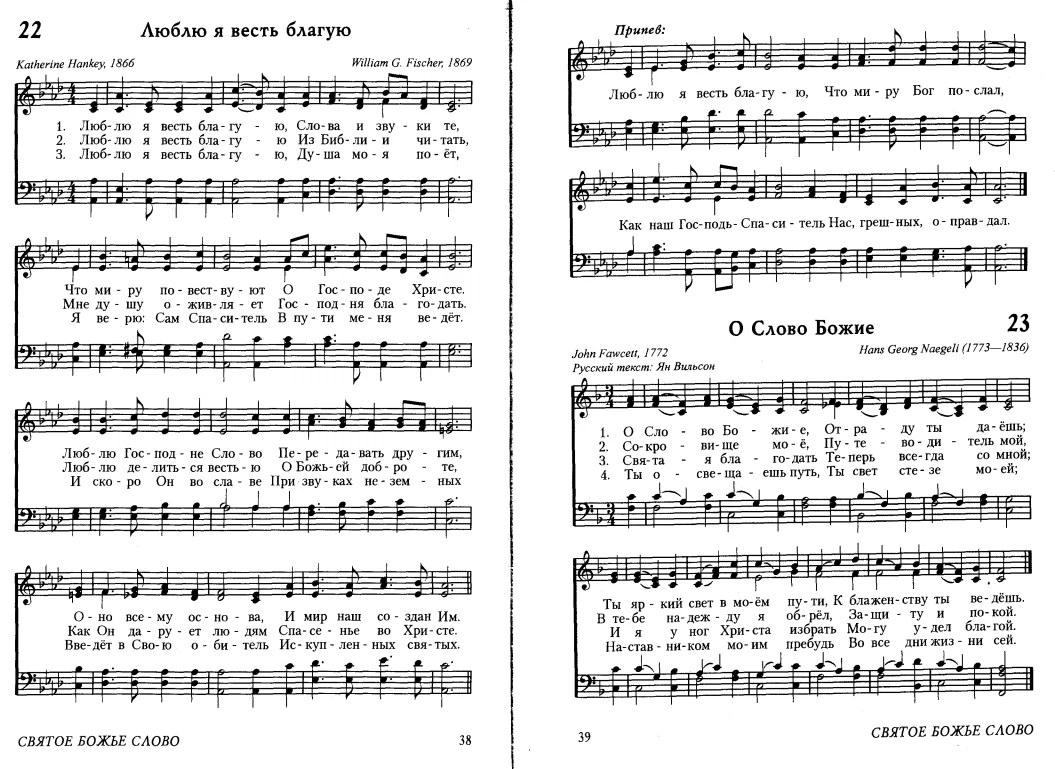 22 Люблю я весть благую
Katherine Hankey, 1866 William G. Fischer, 1869
1. Люб-лю я весть бла-гу - ю, Сло-ва и зву - ки те,
2. Люб-лю я весть бла-гу - ю Из Биб-ли-и чи-тать,
3. Люб-лю я весть бла-гу - ю, Ду-ша мо-я по-ёт,
Что ми - ру по-вест-ву-ют О Гос-по-де Хри-сте.
Мне ду-шу о-жив-ля-ет Гос-под-ня бла-го-дать.
Я ве-рю: Сам Спа-си-тель В пу-ти ме-ня ве-дёт.
Люб-лю Гос-под-не Сло-во Пе-ре-да-вать дру-гим,
Люб-лю де-лить-ся весть-ю О Божь-ей доб-ро - те,
И ско-ро Он во сла-ве При зву-ках не-зем - ных
О-но все-му ос-но-ва, И мир наш со-здан Им.
Как Он да-ру-ет лю-дям Спа-се-нье во Хри-сте.
Вве-дёт в Сво-ю о-би-тель Ис-куп-лен-ных свя-тых.
СВЯТОЕ БОЖЬЕ СЛОВО 38
Припев:
Люб-лю я весть бла-гу-ю, Что ми-ру Бог по-слал,
Как наш Гос-подь-Спа-си-тель Нас, греш-ных, о-прав-дал.
О Слово Божие 23
John Fawcett, 1772 Hans Georg Naegeli (1773—1836)
Русский текст: Ян Вильсон
1. О Сло - во Бо - жи-е, От-ра - ду ты да-ёшь;
2. Со-кро - ви-ще мо-ё, Пу-те - во-ди - тель мой,
3. Свя-та - я бла - го-дать Те-перь все-гда со мной;
4. Ты о - све-ща - ешь путь, Ты свет сте-зе мо-ей;
Ты яр-кий свет в мо-ём пу-ти, К блажен-ству ты ве-дёшь.
В те-бе на-деж-ду я об-рёл, За-щи-ту и по-кой.
И я у ног Хри-ста избрать Мо-гу у-дел бла-гой.
На-став-ни-ком мо-им пребудь Во все дни жиз-ни сей.
39 СВЯТОЕ БОЖЬЕ СЛОВО